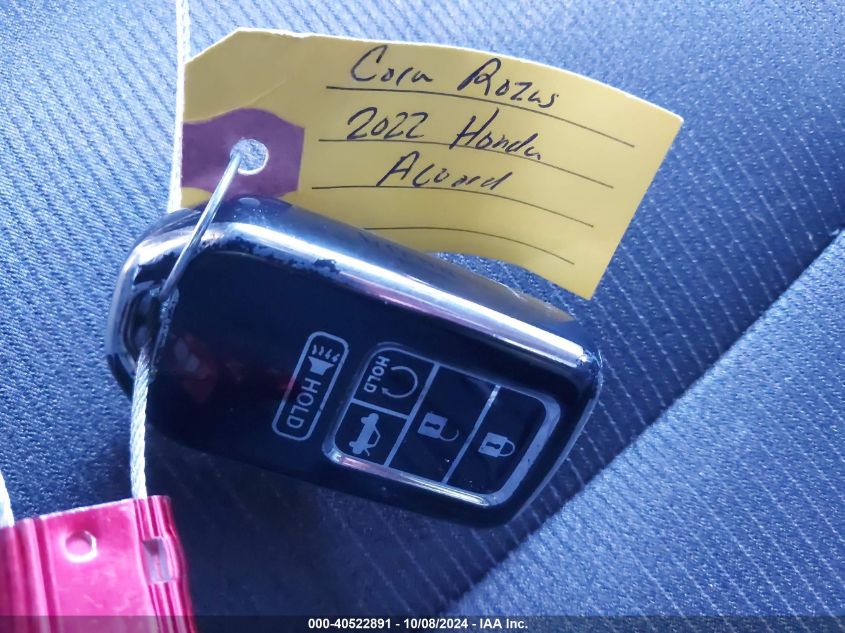 Cora Rozas
2022 Honda
Accord
HOLD
HOLD
000-40522891 - 10/08/2024 - IAA Inc.